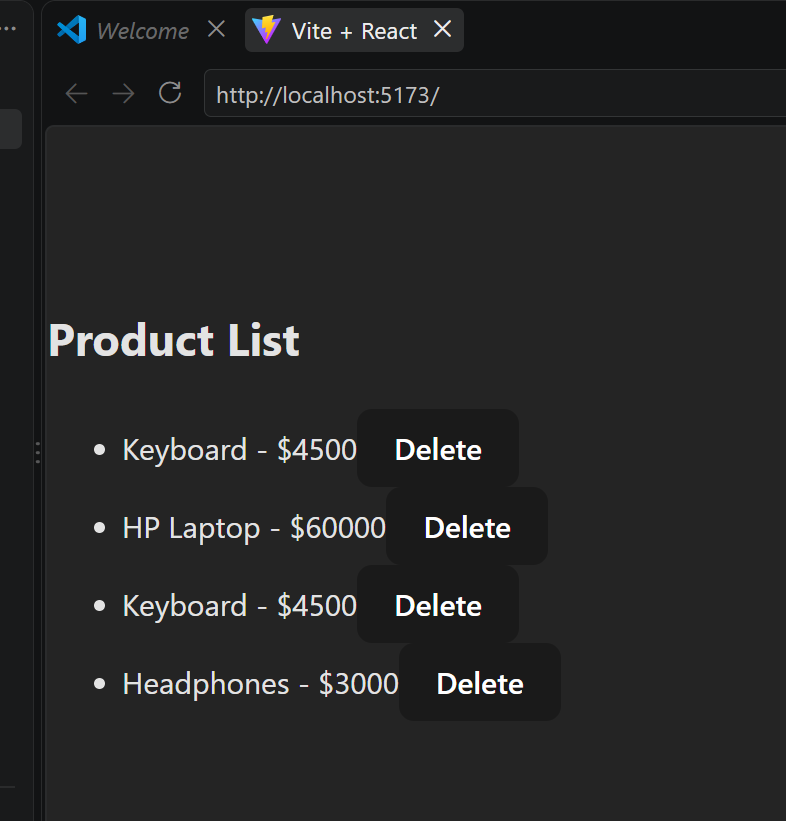 Welcome Vite + React
http://localhost:5173/
Product List
Keyboard - $4500 Delete
HP Laptop - $60000 Delete
Keyboard - $4500 Delete
Headphones - $3000 Delete